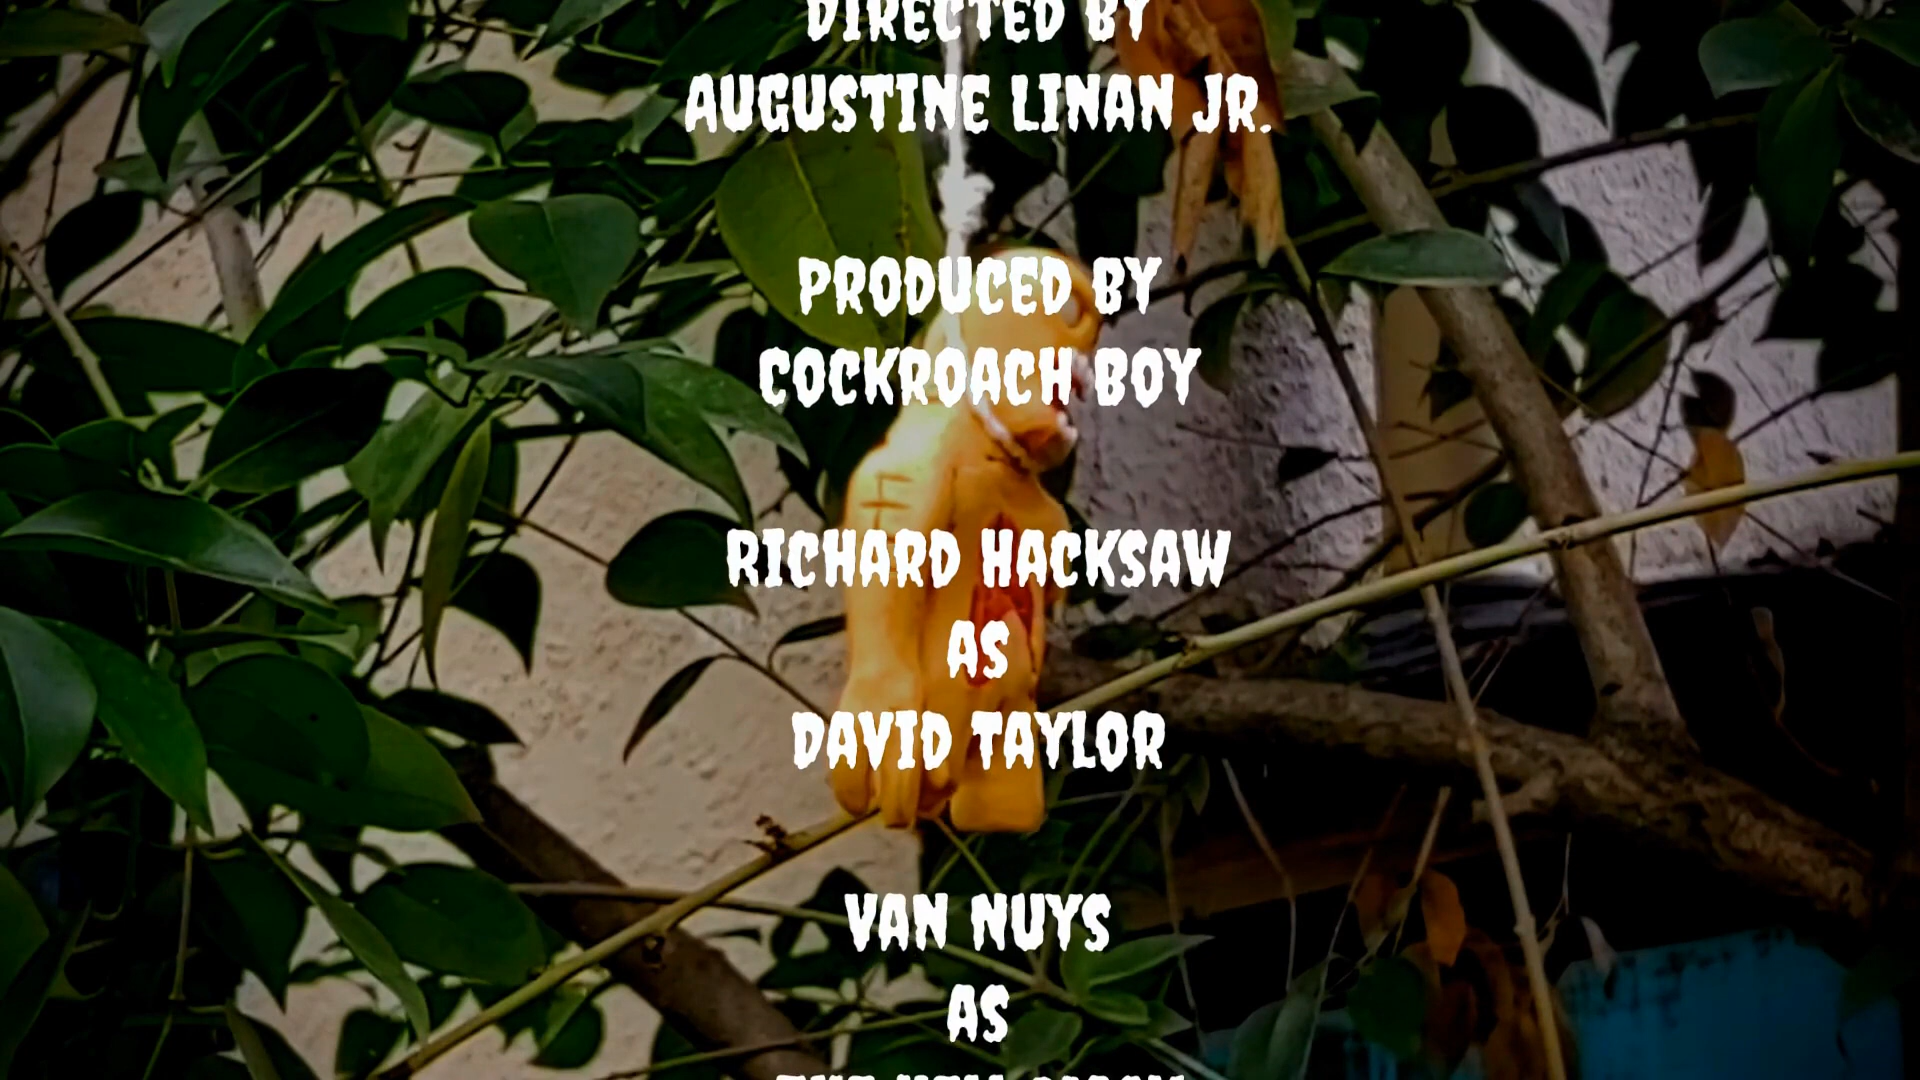 DIRECTED BY
AUGUSTINE LINAN JR.
PRODUCED BY
COCKROACH BOY
RICHARD HACKSAW
AS
DAVID TAYLOR
VAN NUYS
AS